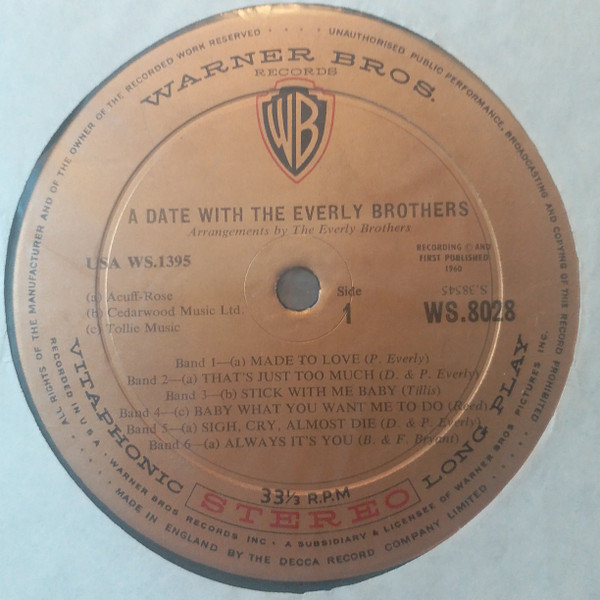 ALL RIGHTS OF THE MANUFACTURER AND OF THE OWNER OF THE RECORDED WORK RESERVED · · · · UNAUTHORISED PUBLIC PERFORMANCE, BROADCASTING AND COPYING OF THIS RECORD PROHIBITED
WARNER BROS.
RECORDS
WB
A DATE WITH THE EVERLY BROTHERS
Arrangements by The Everly Brothers
USA WS.1395
RECORDING Ⓒ AND
FIRST PUBLISHED
1960
S.38545
(a) Acuff-Rose
(b) Cedarwood Music Ltd.
(c) Tollie Music
Side
1
WS.8028
Band 1—(a) MADE TO LOVE (P. Everly)
Band 2—(a) THAT'S JUST TOO MUCH (D. & P. Everly)
Band 3—(b) STICK WITH ME BABY (Tillis)
Band 4—(c) BABY WHAT YOU WANT ME TO DO (Reed)
Band 5—(a) SIGH, CRY, ALMOST DIE (D. & P. Everly)
Band 6—(a) ALWAYS IT'S YOU (B. & F. Bryant)
33⅓ R.P.M
VITAPHONIC STEREO LONG PLAY
RECORDED IN U S A · WARNER BROS RECORDS INC · A SUBSIDIARY & LICENSEE OF WARNER BROS PICTURES INC.
MADE IN ENGLAND BY THE DECCA RECORD COMPANY LIMITED